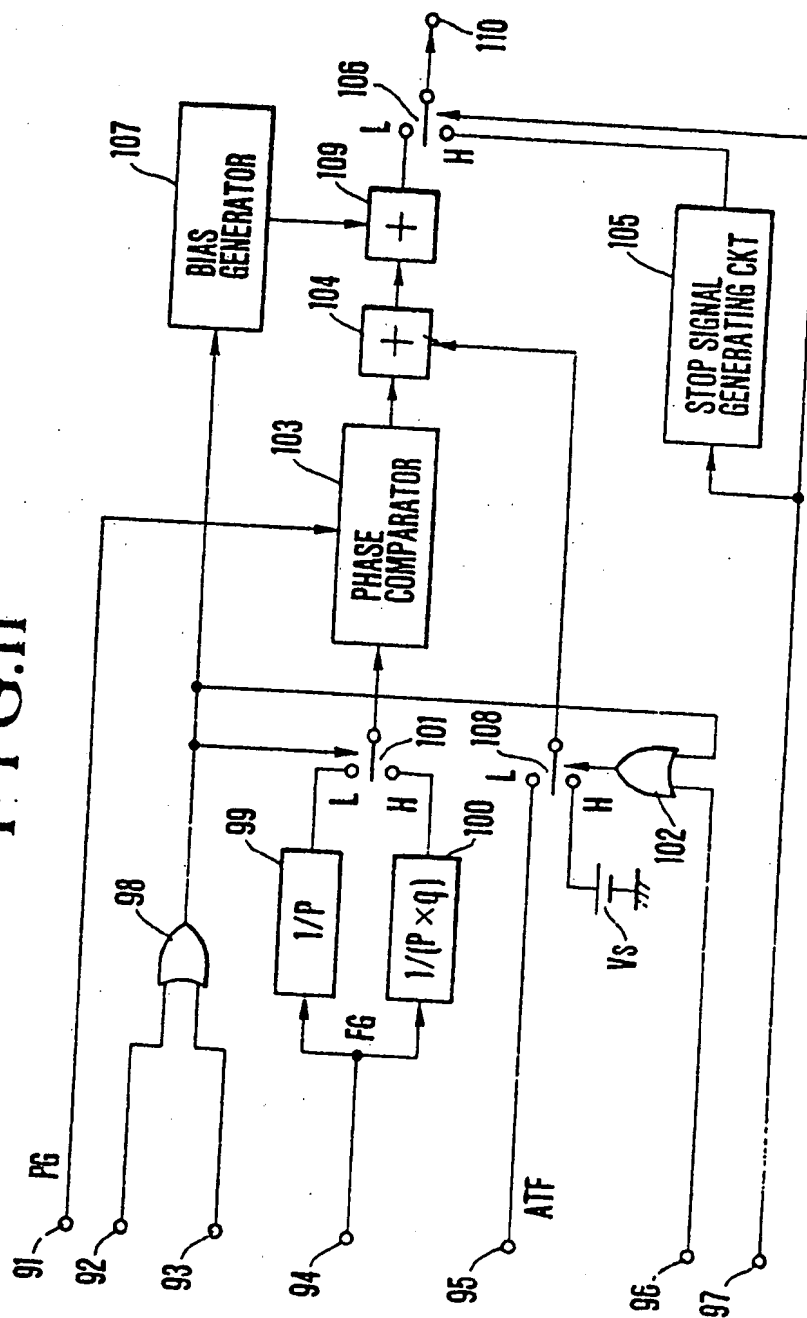 FIG.11
91
PG
92
93
94
FG
95
ATF
96
97
98
99
1/P
100
1/(P×q)
L
H
101
L
H
108
Vs
102
103
PHASE
COMPARATOR
104
+
109
+
107
BIAS
GENERATOR
105
STOP SIGNAL
GENERATING CKT
106
L
H
110